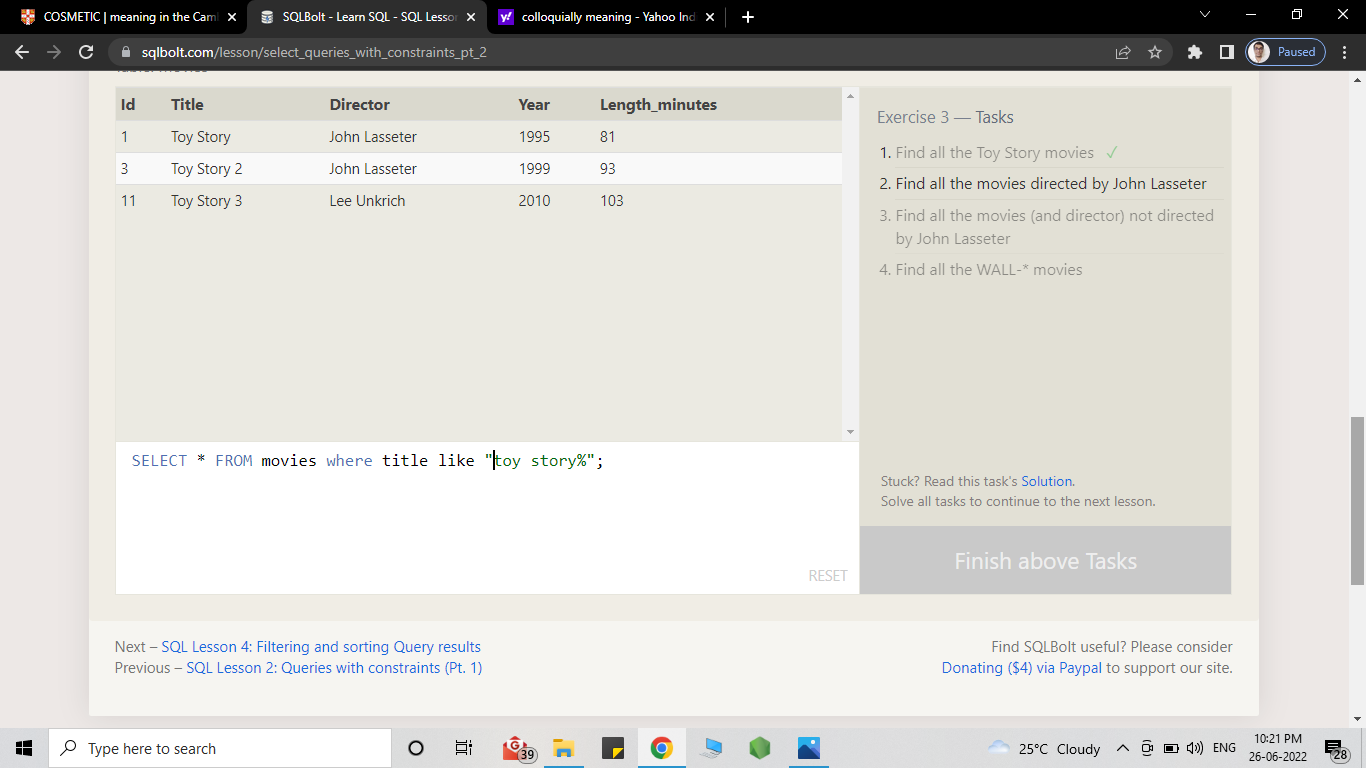 COSMETIC | meaning in the Cam
SQLBolt - Learn SQL - SQL Lesson
colloquially meaning - Yahoo Ind
sqlbolt.com/lesson/select_queries_with_constraints_pt_2
Paused
Id Title Director Year Length_minutes
1 Toy Story John Lasseter 1995 81
3 Toy Story 2 John Lasseter 1999 93
11 Toy Story 3 Lee Unkrich 2010 103
SELECT * FROM movies where title like "toy story%";
RESET
Exercise 3 — Tasks
1. Find all the Toy Story movies ✓
2. Find all the movies directed by John Lasseter
3. Find all the movies (and director) not directed
by John Lasseter
4. Find all the WALL-* movies
Stuck? Read this task's Solution.
Solve all tasks to continue to the next lesson.
Finish above Tasks
Next – SQL Lesson 4: Filtering and sorting Query results
Previous – SQL Lesson 2: Queries with constraints (Pt. 1)
Find SQLBolt useful? Please consider
Donating ($4) via Paypal to support our site.
Type here to search
39
25°C Cloudy
ENG
10:21 PM
26-06-2022
28